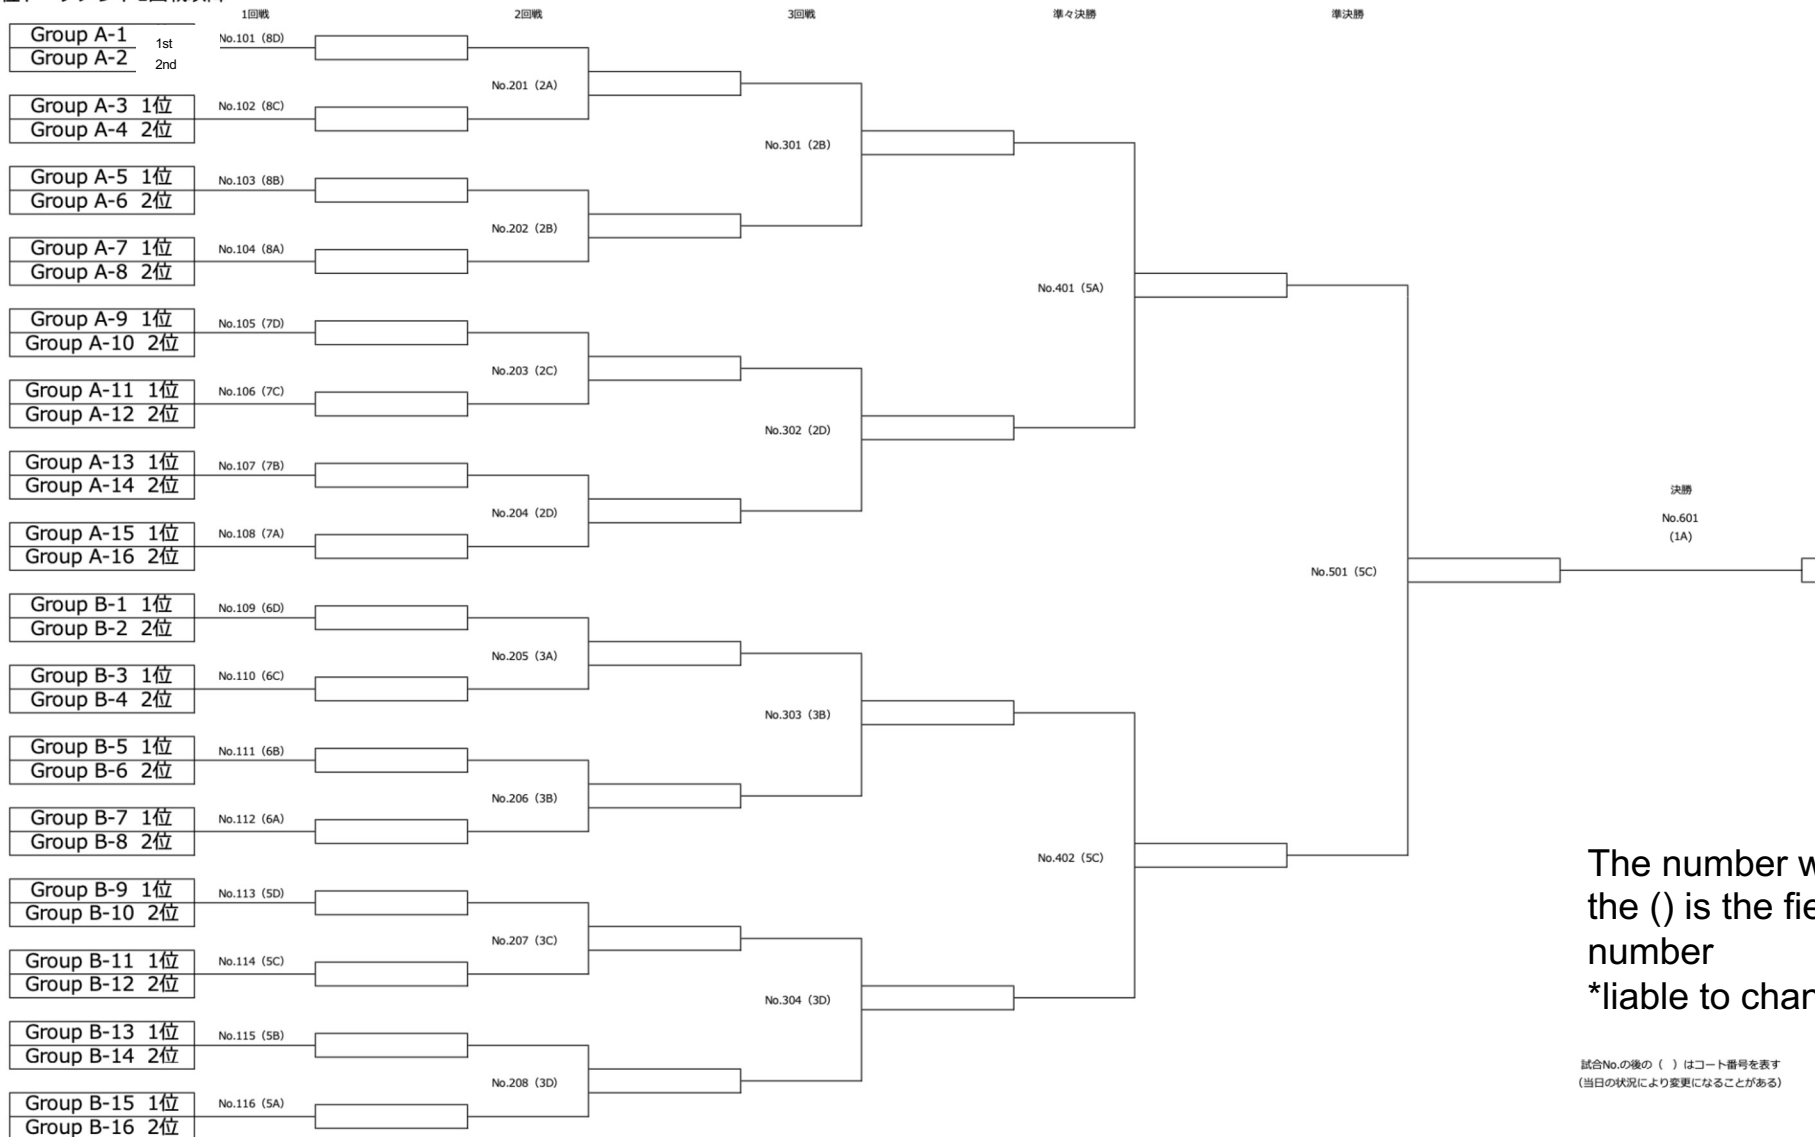 1回戦
2回戦
3回戦
準々決勝
準決勝
Group A-1 1st
Group A-2 2nd
No.101 (8D)
No.201 (2A)
Group A-3 1位
Group A-4 2位
No.102 (8C)
No.301 (2B)
Group A-5 1位
Group A-6 2位
No.103 (8B)
No.202 (2B)
Group A-7 1位
Group A-8 2位
No.104 (8A)
No.401 (5A)
Group A-9 1位
Group A-10 2位
No.105 (7D)
No.203 (2C)
Group A-11 1位
Group A-12 2位
No.106 (7C)
No.302 (2D)
Group A-13 1位
Group A-14 2位
No.107 (7B)
No.204 (2D)
Group A-15 1位
Group A-16 2位
No.108 (7A)
決勝
No.601
(1A)
No.501 (5C)
Group B-1 1位
Group B-2 2位
No.109 (6D)
No.205 (3A)
Group B-3 1位
Group B-4 2位
No.110 (6C)
No.303 (3B)
Group B-5 1位
Group B-6 2位
No.111 (6B)
No.206 (3B)
Group B-7 1位
Group B-8 2位
No.112 (6A)
No.402 (5C)
Group B-9 1位
Group B-10 2位
No.113 (5D)
No.207 (3C)
Group B-11 1位
Group B-12 2位
No.114 (5C)
No.304 (3D)
Group B-13 1位
Group B-14 2位
No.115 (5B)
No.208 (3D)
Group B-15 1位
Group B-16 2位
No.116 (5A)
The number
the () is the
number
*liable to
試合No.の後の（ ）はコート番号を表す
（当日の状況により変更になることがある）